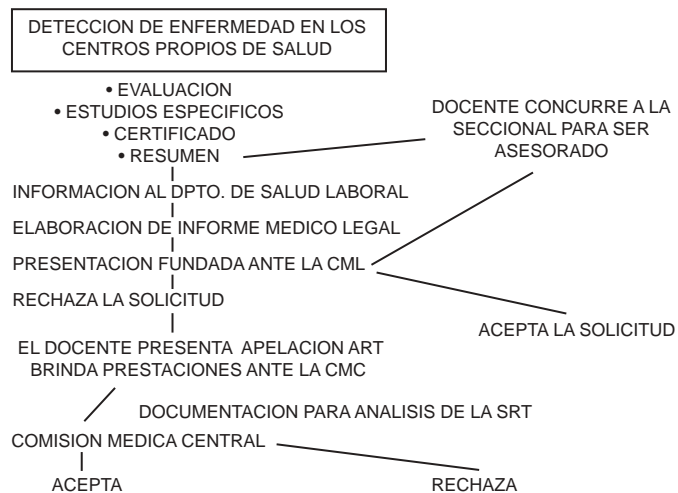 DETECCION DE ENFERMEDAD EN LOS
CENTROS PROPIOS DE SALUD
• EVALUACION
• ESTUDIOS ESPECIFICOS
• CERTIFICADO
• RESUMEN
DOCENTE CONCURRE A LA
SECCIONAL PARA SER
ASESORADO
INFORMACION AL DPTO. DE SALUD LABORAL
ELABORACION DE INFORME MEDICO LEGAL
PRESENTACION FUNDADA ANTE LA CML
RECHAZA LA SOLICITUD
ACEPTA LA SOLICITUD
EL DOCENTE PRESENTA APELACION ART
BRINDA PRESTACIONES ANTE LA CMC
DOCUMENTACION PARA ANALISIS DE LA SRT
COMISION MEDICA CENTRAL
ACEPTA
RECHAZA